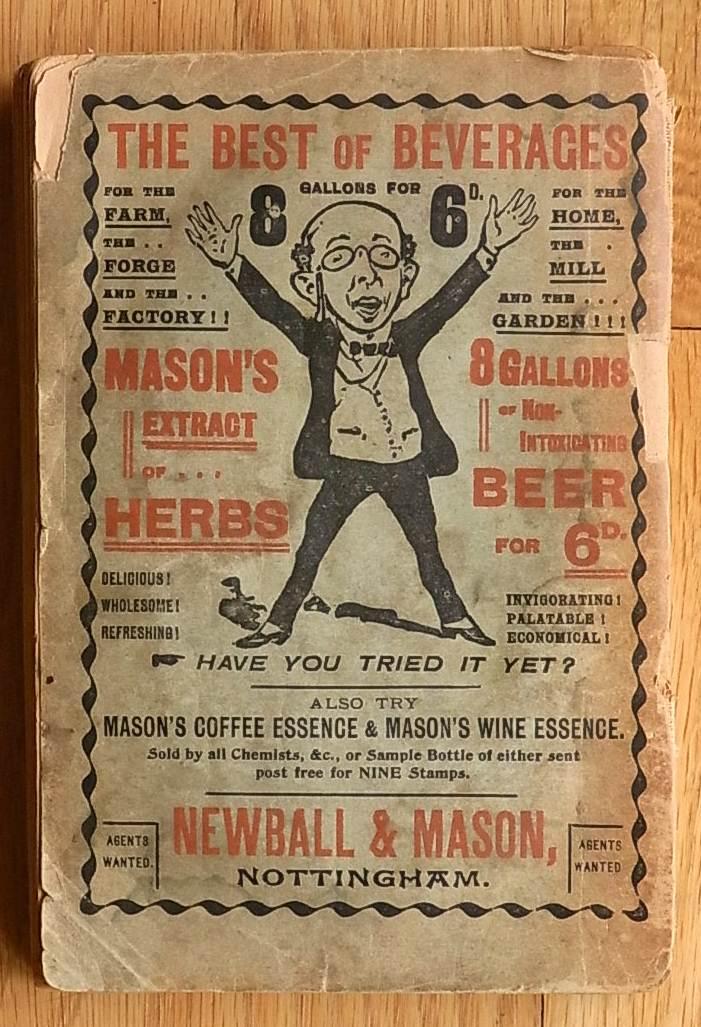 THE BEST OF BEVERAGES
8 GALLONS FOR 6D.
FOR THE
FARM,
THE . .
FORGE
AND THE . .
FACTORY!!
FOR THE
HOME,
THE .
MILL
AND THE . . .
GARDEN!!!
MASON'S
EXTRACT
OF . . .
HERBS
8 GALLONS
OF NON-
INTOXICATING
BEER
FOR 6D.
DELICIOUS!
WHOLESOME!
REFRESHING!
INVIGORATING!
PALATABLE!
ECONOMICAL!
☛ HAVE YOU TRIED IT YET?
ALSO TRY
MASON'S COFFEE ESSENCE & MASON'S WINE ESSENCE.
Sold by all Chemists, &c., or Sample Bottle of either sent
post free for NINE Stamps.
AGENTS
WANTED.
NEWBALL & MASON,
NOTTINGHAM.
AGENTS
WANTED